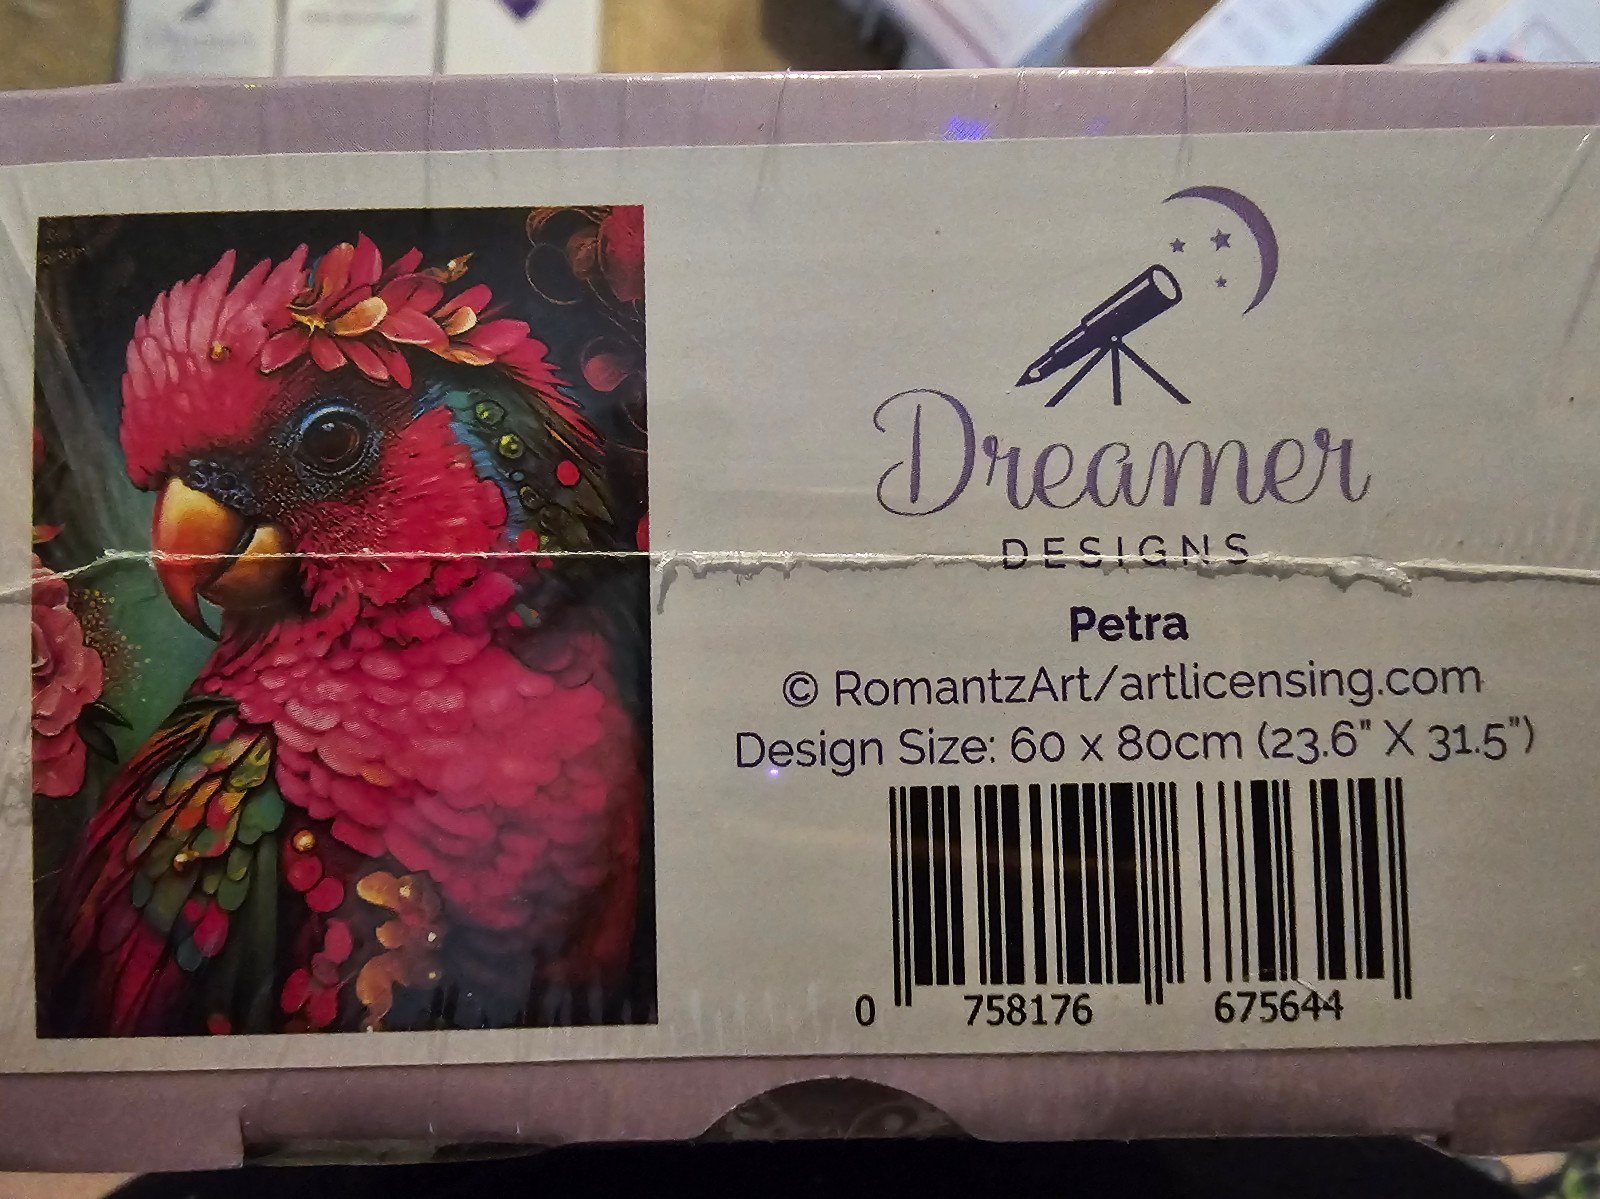 Dreamer
DESIGNS
Petra
© RomantzArt/artlicensing.com
Design Size: 60 x 80cm (23.6" X 31.5")
0 758176 675644